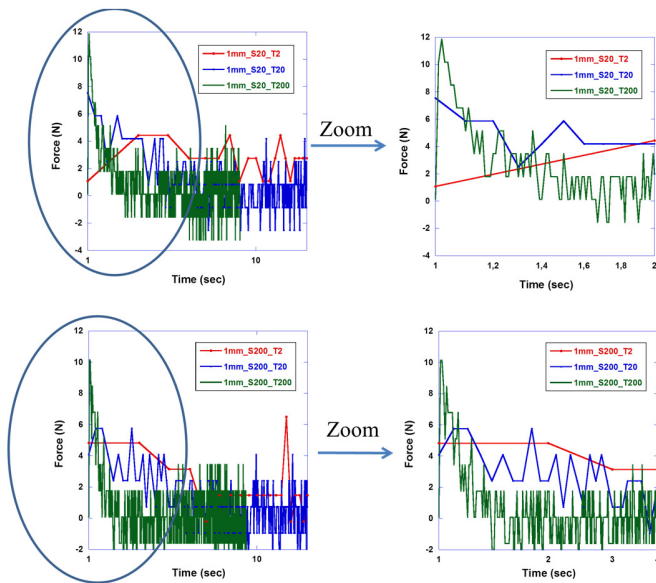 12
10
8
6
4
2
0
-2
-4
Force (N)
1
10
Time (sec)
1mm_S20_T2
1mm_S20_T20
1mm_S20_T200
Zoom
12
10
8
6
4
2
0
-2
-4
Force (N)
1
1,2
1,4
1,6
1,8
2
Time (sec)
1mm_S20_T2
1mm_S20_T20
1mm_S20_T200
12
10
8
6
4
2
0
-2
Force (N)
1
10
Time (sec)
1mm_S200_T2
1mm_S200_T20
1mm_S200_T200
Zoom
12
10
8
6
4
2
0
-2
Force (N)
1
2
3
Time (sec)
1mm_S200_T2
1mm_S200_T20
1mm_S200_T200